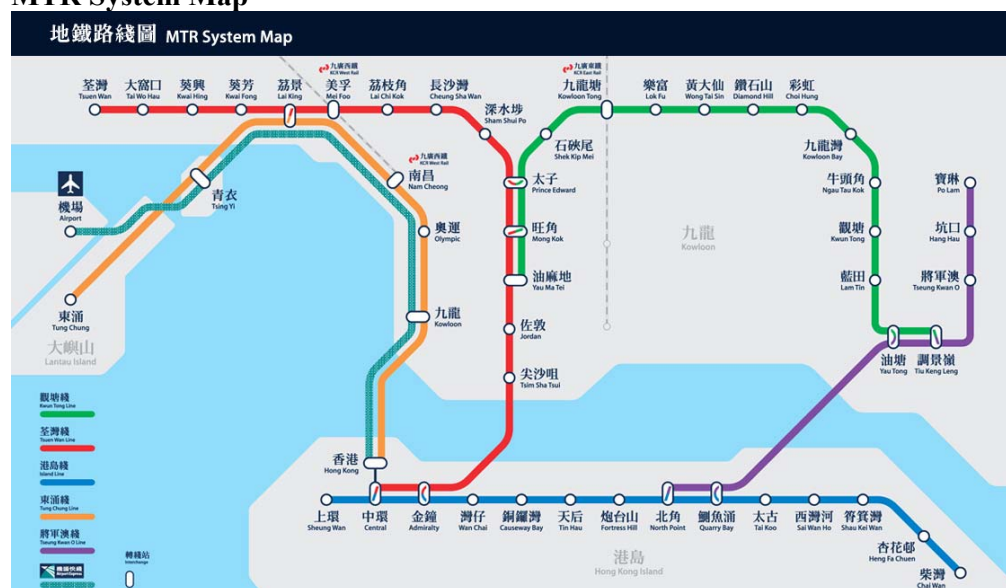 MTR System Map
地鐵路綫圖 MTR System Map
九廣西鐵
KCR West Rail
九廣東鐵
KCR East Rail
荃灣
Tsuen Wan
大窩口
Tai Wo Hau
葵興
Kwai Hing
葵芳
Kwai Fong
荔景
Lai King
美孚
Mei Foo
荔枝角
Lai Chi Kok
長沙灣
Cheung Sha Wan
深水埗
Sham Shui Po
九龍塘
Kowloon Tong
樂富
Lok Fu
黃大仙
Wong Tai Sin
鑽石山
Diamond Hill
彩虹
Choi Hung
石硤尾
Shek Kip Mei
九龍灣
Kowloon Bay
九廣西鐵
KCR West Rail
南昌
Nam Cheong
太子
Prince Edward
牛頭角
Ngau Tau Kok
寶琳
Po Lam
機場
Airport
青衣
Tsing Yi
奧運
Olympic
旺角
Mong Kok
九龍
Kowloon
觀塘
Kwun Tong
坑口
Hang Hau
油麻地
Yau Ma Tei
藍田
Lam Tin
將軍澳
Tseung Kwan O
東涌
Tung Chung
大嶼山
Lantau Island
九龍
Kowloon
佐敦
Jordan
油塘
Yau Tong
調景嶺
Tiu Keng Leng
尖沙咀
Tsim Sha Tsui
觀塘綫
Kwun Tong Line
荃灣綫
Tsuen Wan Line
港島綫
Island Line
東涌綫
Tung Chung Line
將軍澳綫
Tseung Kwan O Line
機場快綫
Airport Express
轉綫站
Interchange
香港
Hong Kong
上環
Sheung Wan
中環
Central
金鐘
Admiralty
灣仔
Wan Chai
銅鑼灣
Causeway Bay
天后
Tin Hau
炮台山
Fortress Hill
北角
North Point
鰂魚涌
Quarry Bay
太古
Tai Koo
西灣河
Sai Wan Ho
筲箕灣
Shau Kei Wan
杏花邨
Heng Fa Chuen
柴灣
Chai Wan
港島
Hong Kong Island